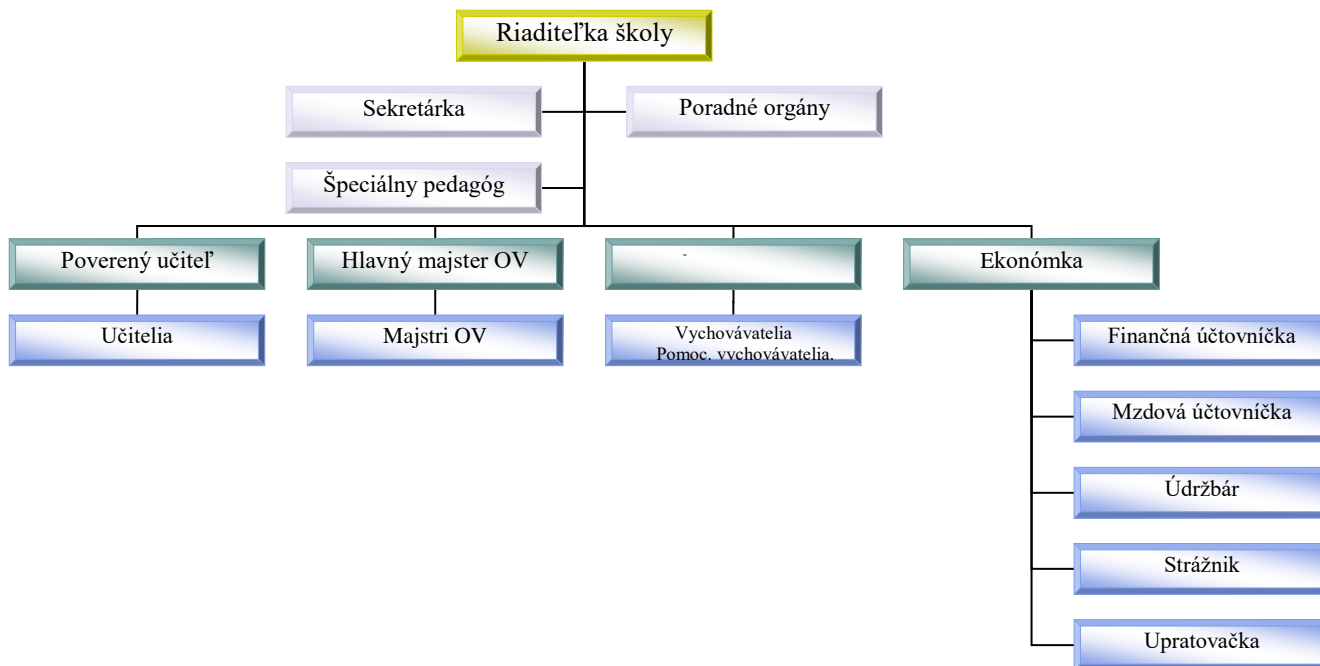 Riaditeľka školy
Sekretárka
Poradné orgány
Špeciálny pedagóg
Poverený učiteľ
Hlavný majster OV
-
Ekonómka
Učitelia
Majstri OV
Vychovávatelia
Pomoc. vychovávatelia.
Finančná účtovníčka
Mzdová účtovníčka
Údržbár
Strážnik
Upratovačka